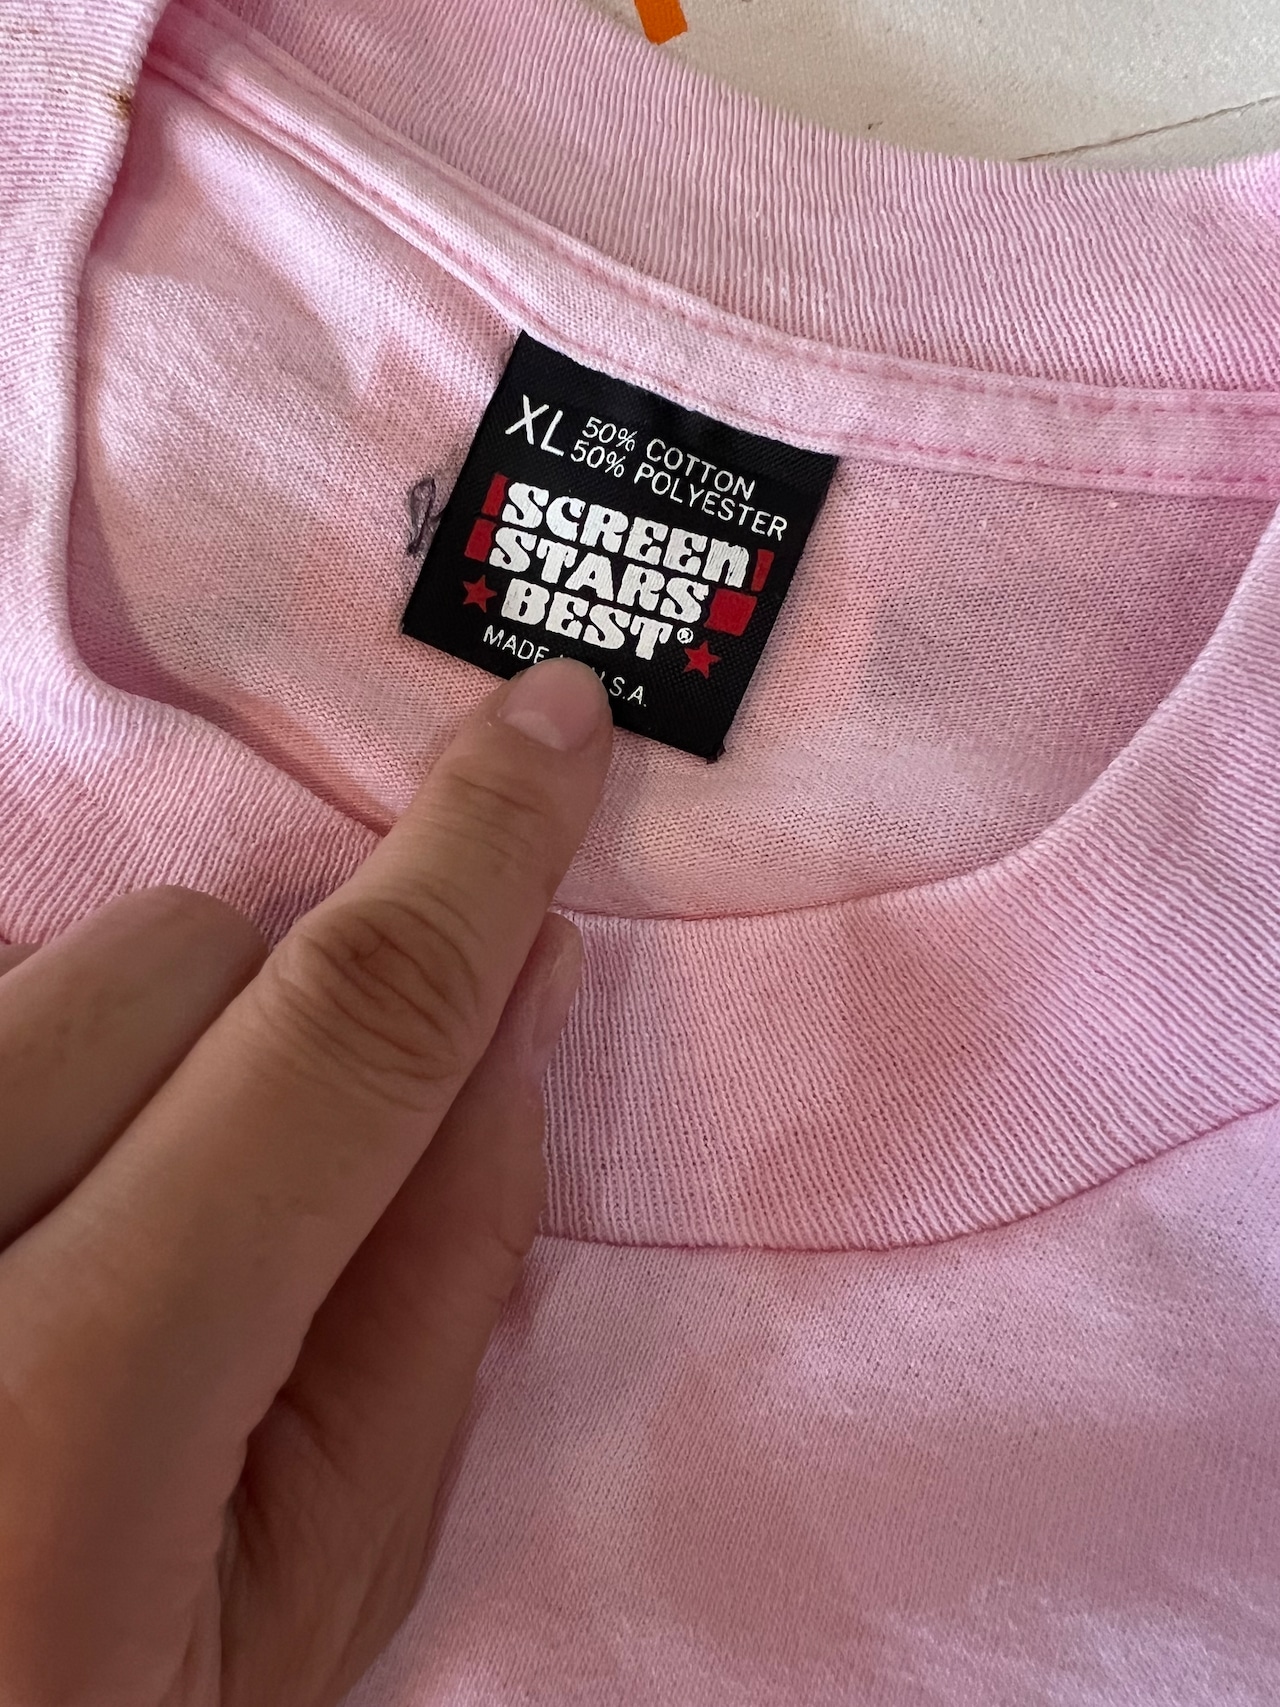 XL 50% COTTON
50% POLYESTER
SCREEN
STARS
BEST®
MADE U.S.A.